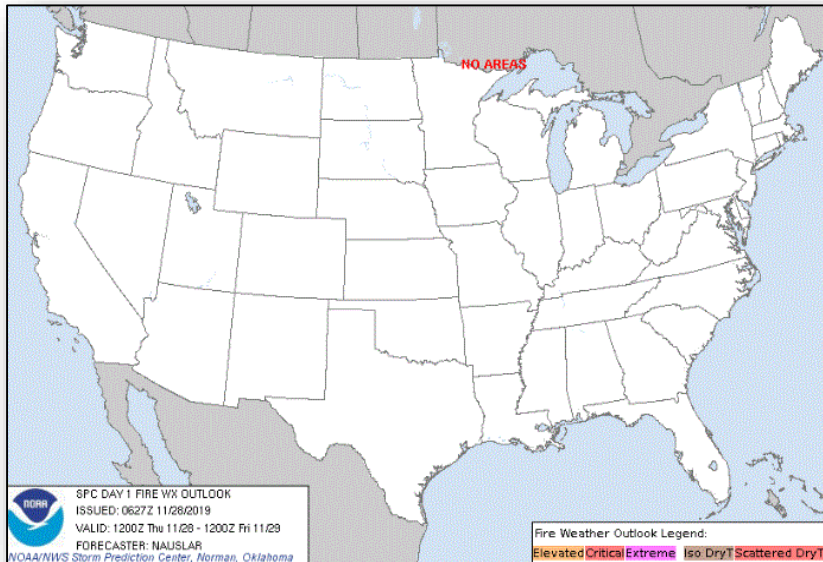 NO AREAS
NOAA
SPC DAY 1 FIRE WX OUTLOOK
ISSUED: 0627Z 11/28/2019
VALID: 1200Z Thu 11/28 - 1200Z Fri 11/29
FORECASTER: NAUSLAR
NOAA/NWS Storm Prediction Center, Norman, Oklahoma
Fire Weather Outlook Legend:
Elevated Critical Extreme Iso DryT Scattered DryT